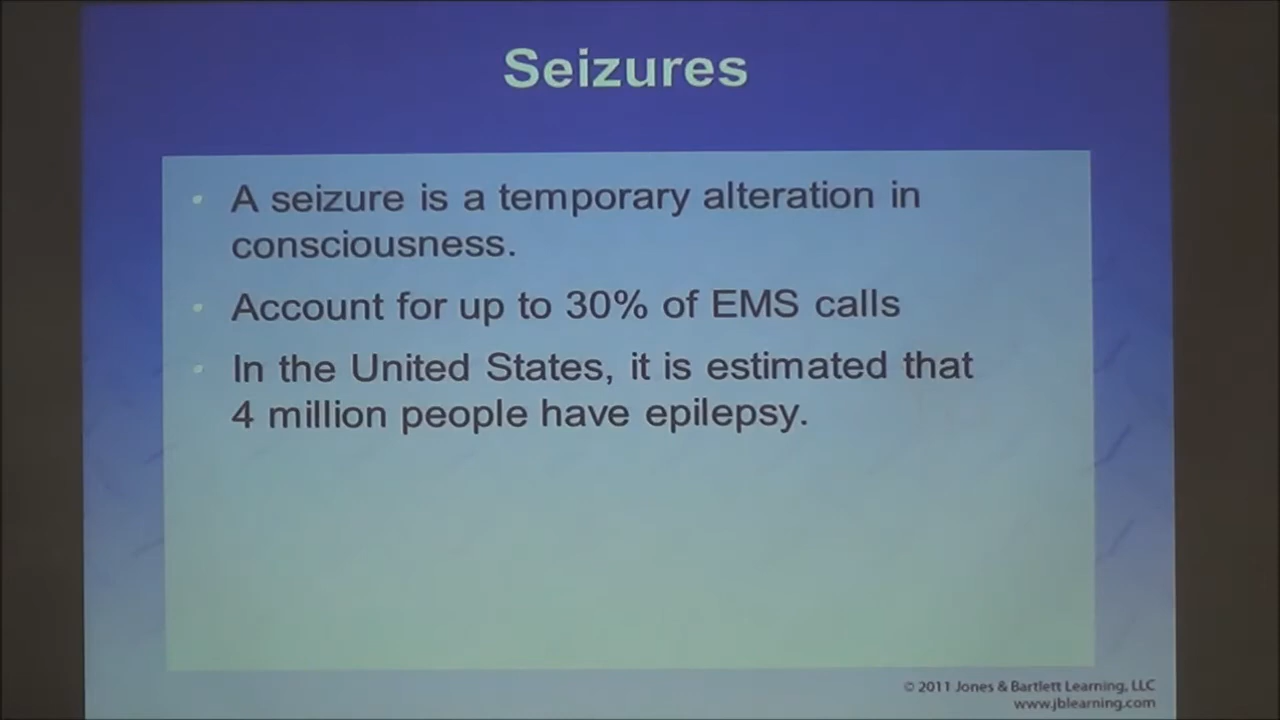 Seizures
• A seizure is a temporary alteration in
consciousness.
• Account for up to 30% of EMS calls
• In the United States, it is estimated that
4 million people have epilepsy.
© 2011 Jones & Bartlett Learning, LLC
www.jblearning.com